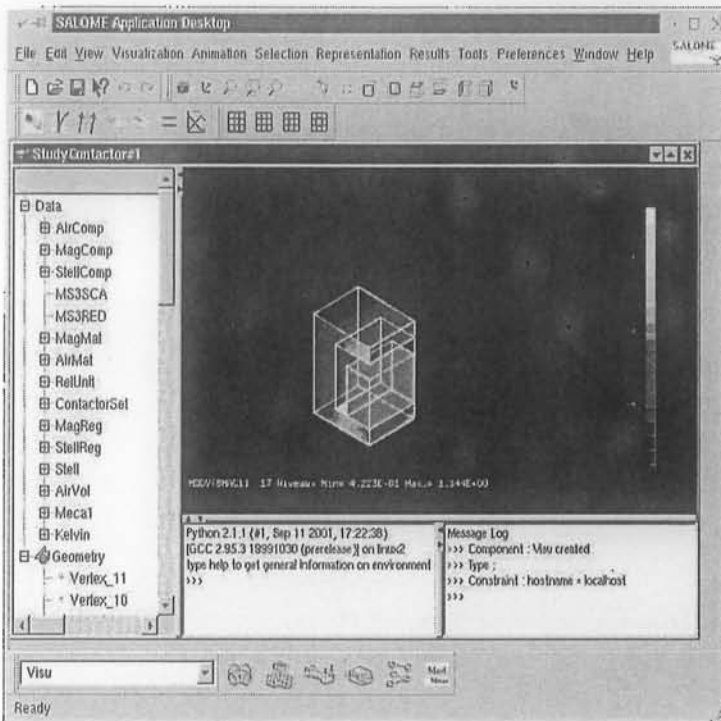 SALOME Application Desktop
File Edit View Visualization Animation Selection Representation Results Tools Preferences Window Help
SALOME
StudyContactor#1
Data
AirComp
MagComp
StellComp
MS3SCA
MS3RED
MagMat
AirMat
RelUnit
ContactorSet
MagReg
StellReg
Stell
AirVol
Meca1
Kelvin
Geometry
Vertex_11
Vertex_10
17 Niveaux
Python 2.1.1 (#1, Sep 11 2001, 17:22:38)
[GCC 2.95.3 19991030 (prerelease)] on linux2
type help to get general information on environment
>>>
Message Log
>>> Component : Visu created
>>> Type :
>>> Constraint : hostname = localhost
>>>
Visu
Ready